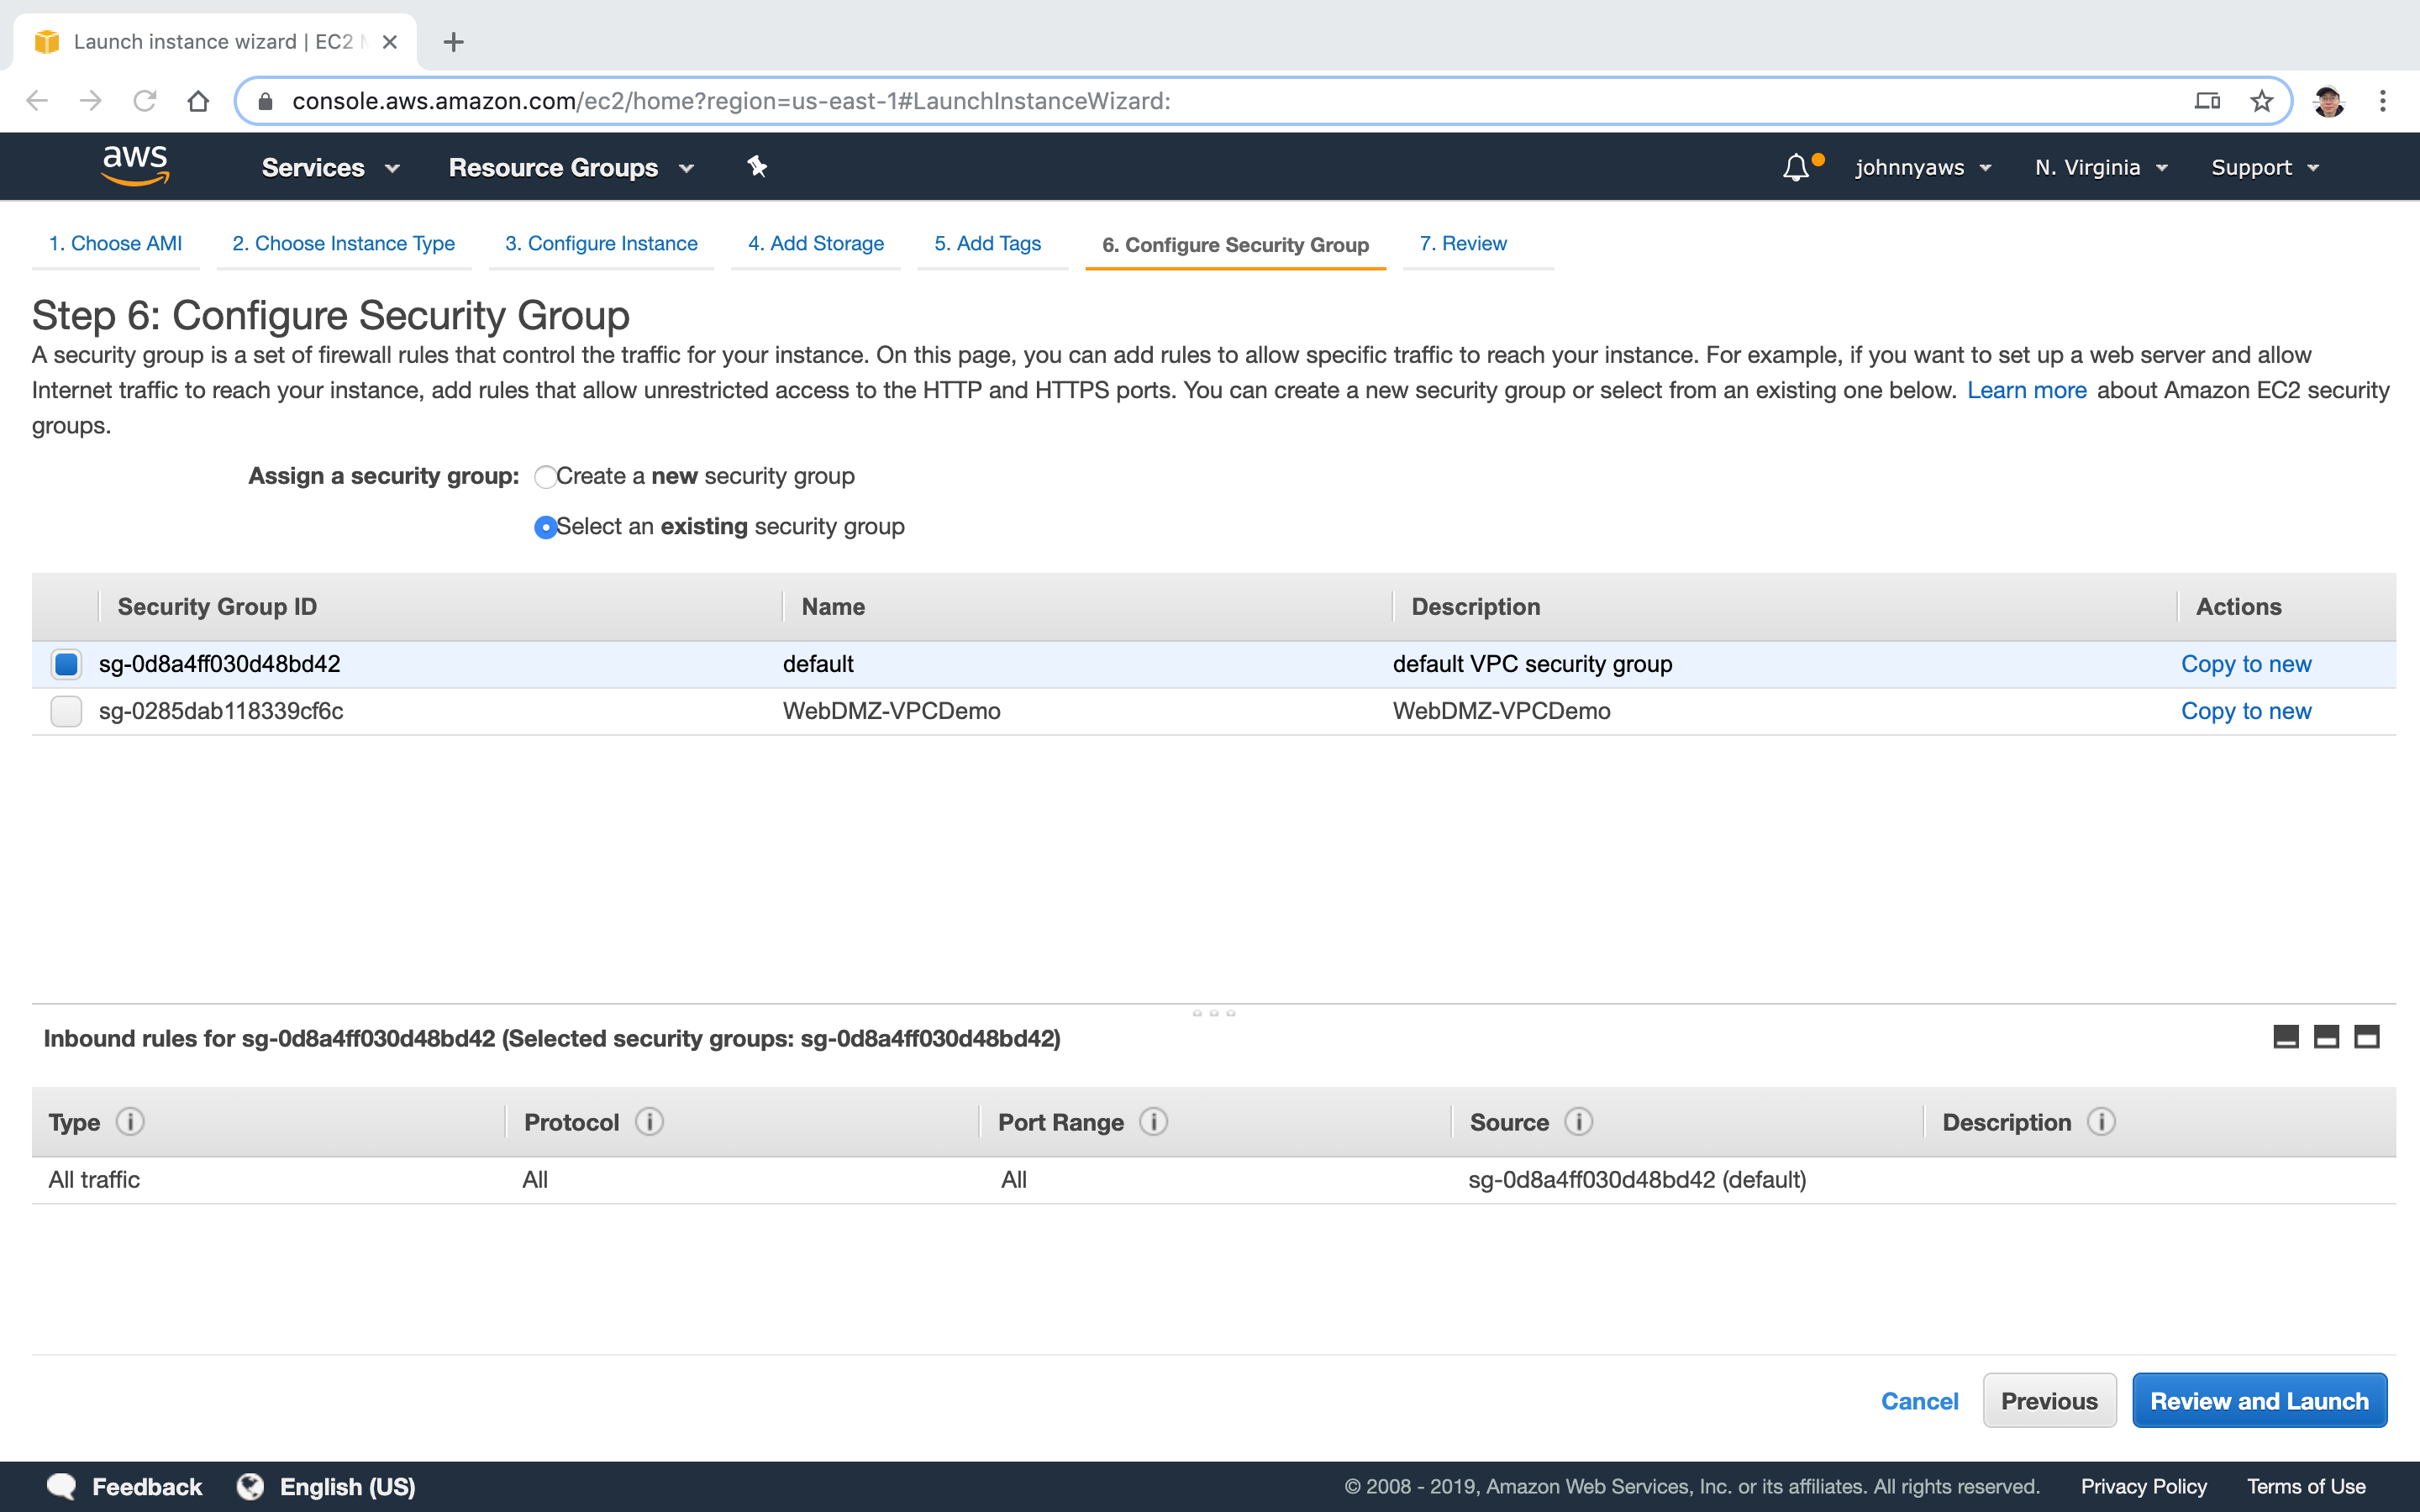 Launch instance wizard | EC2
console.aws.amazon.com/ec2/home?region=us-east-1#LaunchInstanceWizard:
aws Services Resource Groups johnnyaws N. Virginia Support
1. Choose AMI 2. Choose Instance Type 3. Configure Instance 4. Add Storage 5. Add Tags 6. Configure Security Group 7. Review
Step 6: Configure Security Group
A security group is a set of firewall rules that control the traffic for your instance. On this page, you can add rules to allow specific traffic to reach your instance. For example, if you want to set up a web server and allow
Internet traffic to reach your instance, add rules that allow unrestricted access to the HTTP and HTTPS ports. You can create a new security group or select from an existing one below. Learn more about Amazon EC2 security
groups.
Assign a security group: Create a new security group
Select an existing security group
Security Group ID Name Description Actions
sg-0d8a4ff030d48bd42 default default VPC security group Copy to new
sg-0285dab118339cf6c WebDMZ-VPCDemo WebDMZ-VPCDemo Copy to new
Inbound rules for sg-0d8a4ff030d48bd42 (Selected security groups: sg-0d8a4ff030d48bd42)
Type i Protocol i Port Range i Source i Description i
All traffic All All sg-0d8a4ff030d48bd42 (default)
Cancel Previous Review and Launch
Feedback English (US) © 2008 - 2019, Amazon Web Services, Inc. or its affiliates. All rights reserved. Privacy Policy Terms of Use